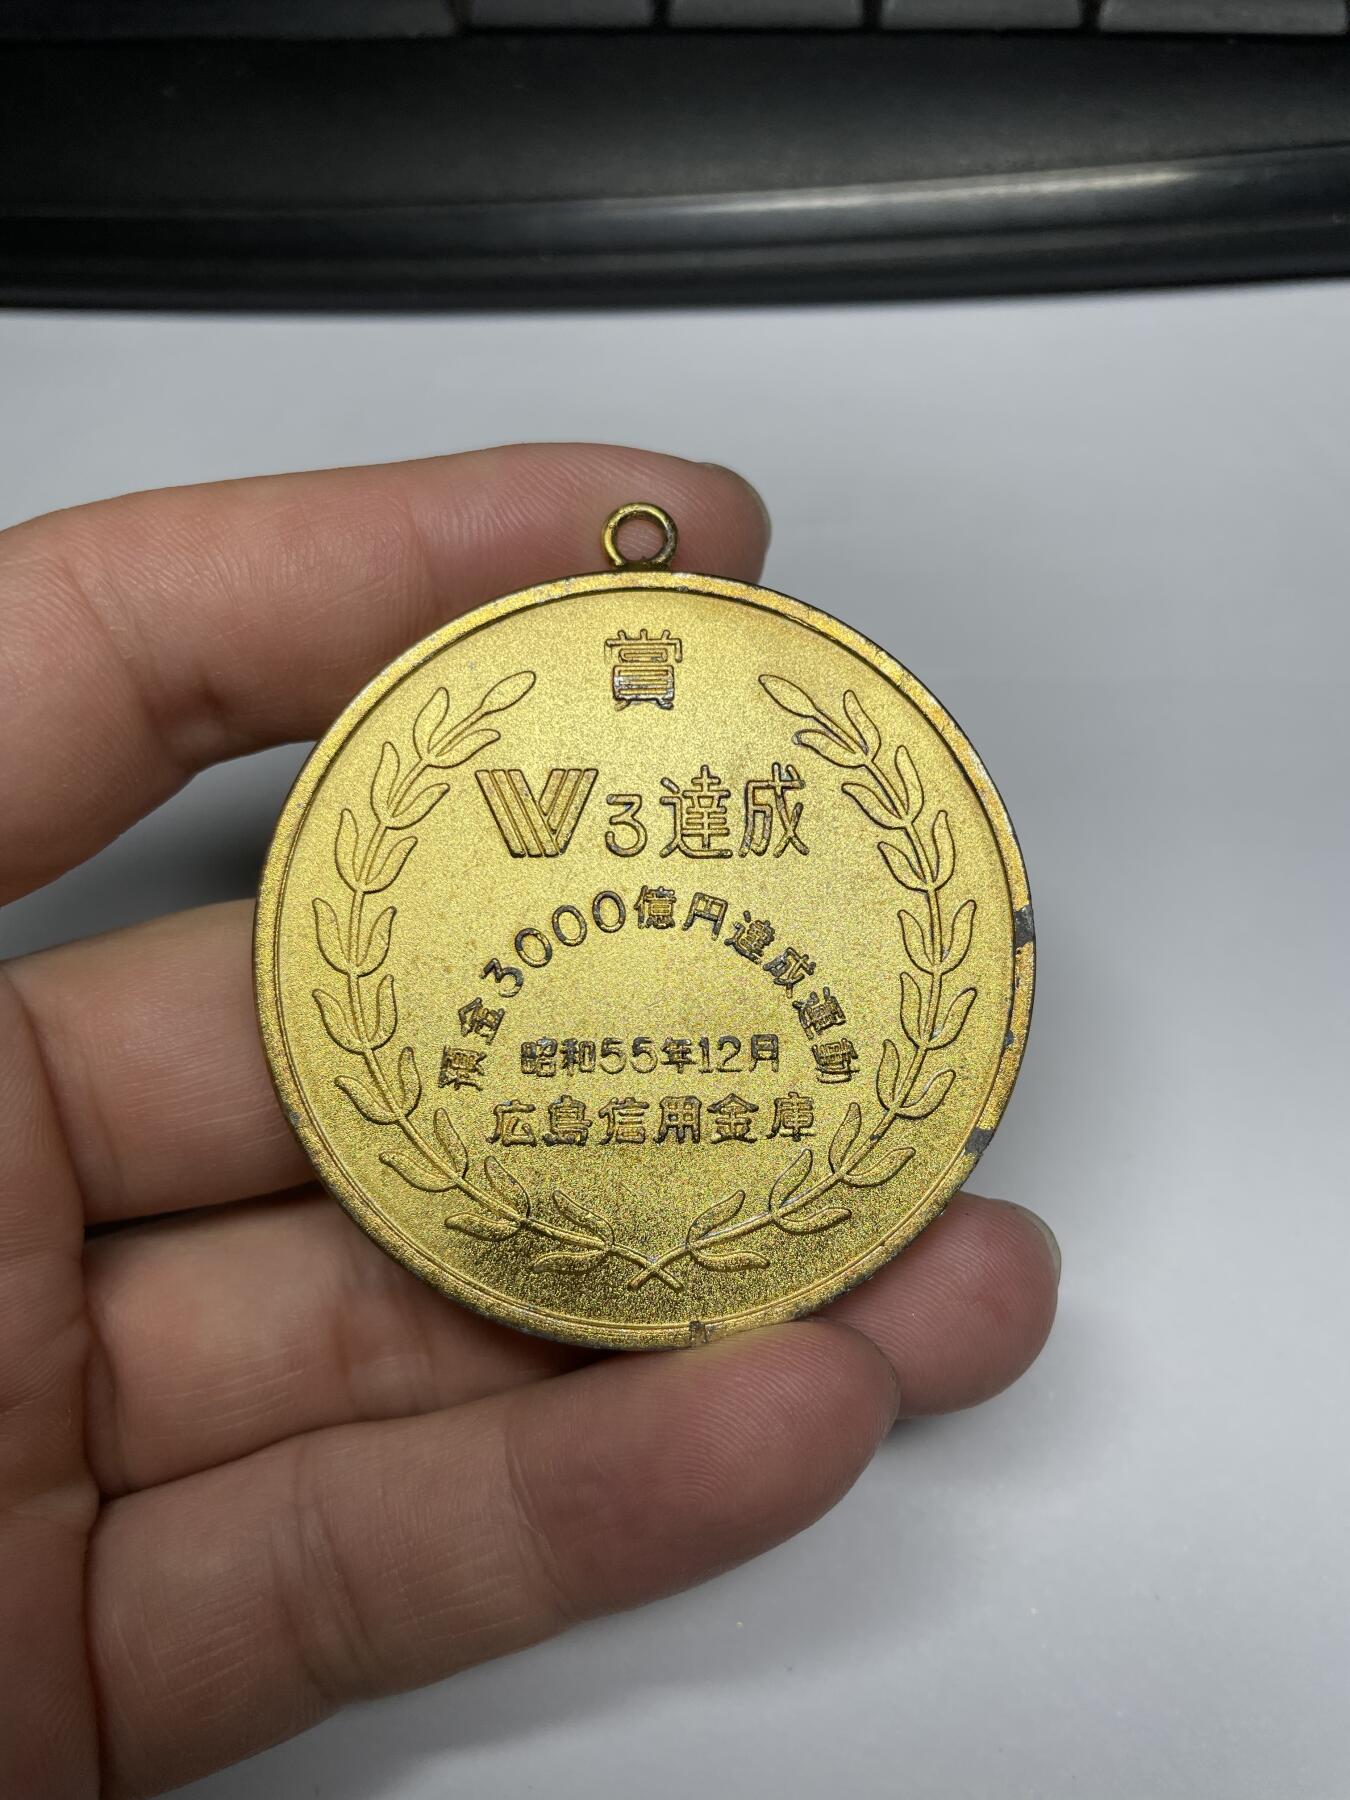 賞
W3達成
預金3000億円達成運動
昭和55年12月
広島信用金庫